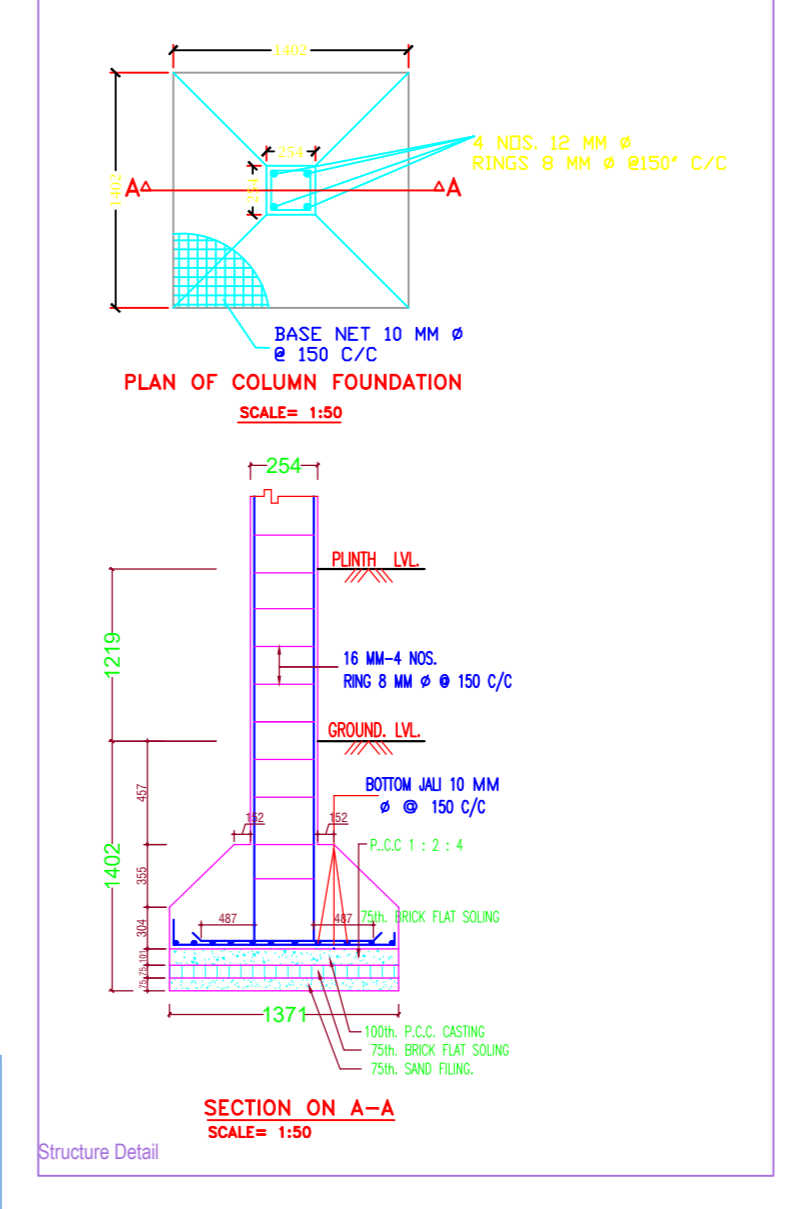 1402
1402
254
254
4 NOS. 12 MM ø
RINGS 8 MM ø @150" C/C
A
A
BASE NET 10 MM ø
@ 150 C/C
PLAN OF COLUMN FOUNDATION
SCALE= 1:50
254
PLINTH LVL.
1219
16 MM-4 NOS.
RING 8 MM ø @ 150 C/C
GROUND. LVL.
BOTTOM JALI 10 MM
ø @ 150 C/C
457
152
152
P..C.C 1 : 2 : 4
1402
355
304
487
487
75th. BRICK FLAT SOLING
101
75
75
1371
100th. P.C.C. CASTING
75th. BRICK FLAT SOLING
75th. SAND FILING.
SECTION ON A-A
SCALE= 1:50
Structure Detail